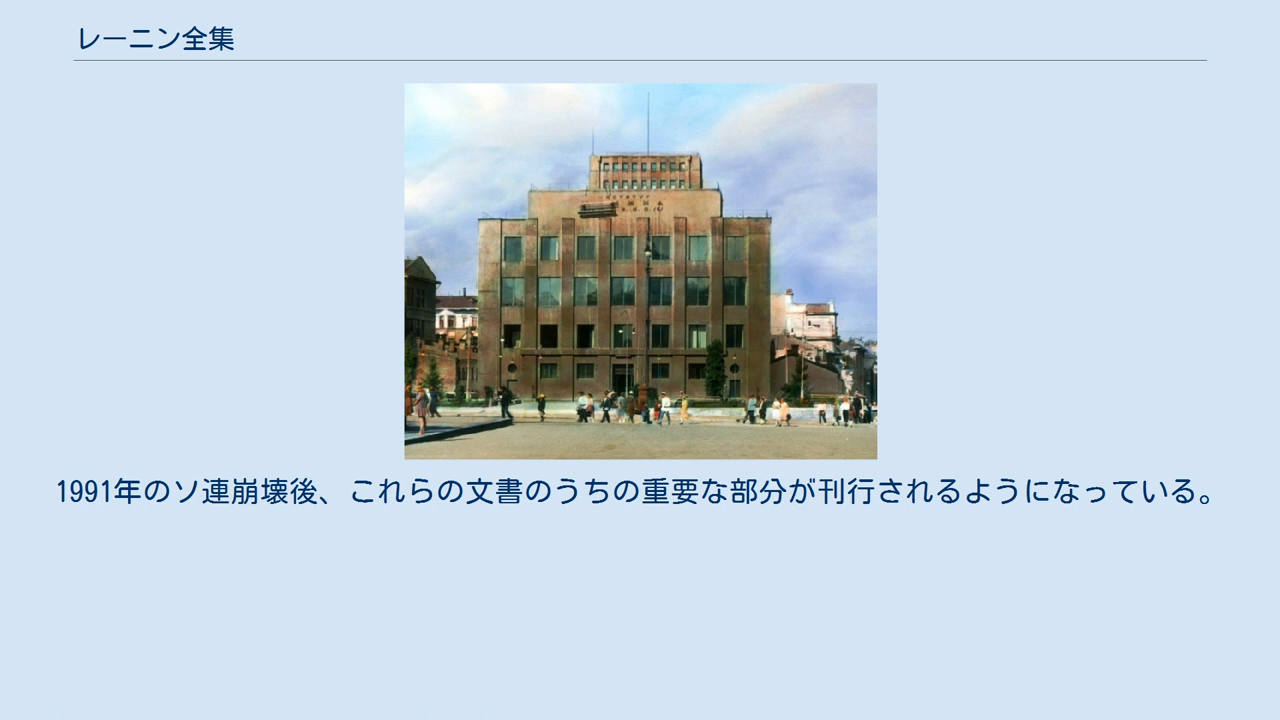 レーニン全集
1991年のソ連崩壊後、これらの文書のうちの重要な部分が刊行されるようになっている。